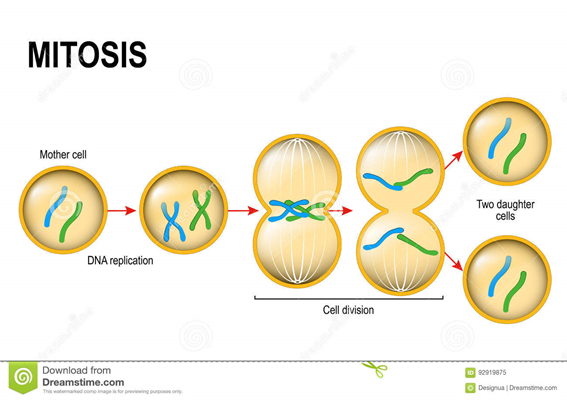 MITOSIS
Mother cell
DNA replication
Cell division
Two daughter
cells
Download from
Dreamstime.com
This watermarked comp image is for previewing purposes only.
92919875
Designua | Dreamstime.com